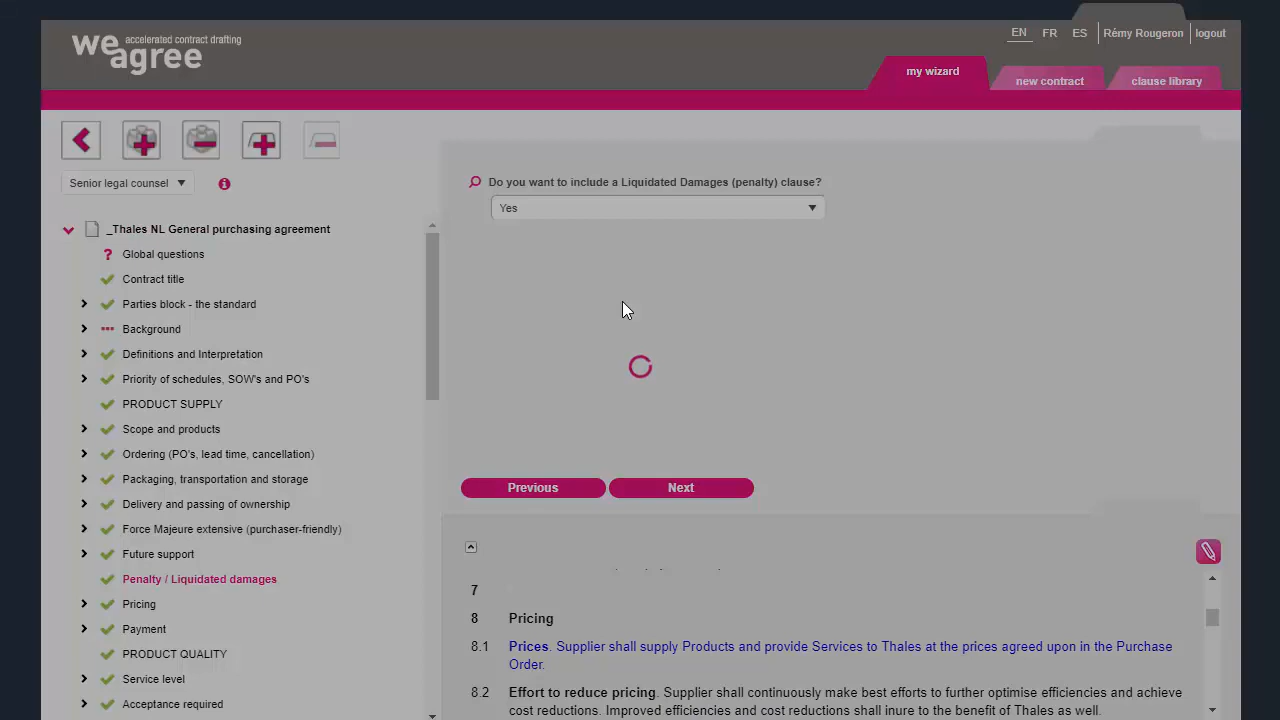 we agree accelerated contract drafting
EN FR ES Rémy Rougeron logout
my wizard new contract clause library
Senior legal counsel
_Thales NL General purchasing agreement
Global questions
Contract title
Parties block - the standard
Background
Definitions and Interpretation
Priority of schedules, SOW's and PO's
PRODUCT SUPPLY
Scope and products
Ordering (PO's, lead time, cancellation)
Packaging, transportation and storage
Delivery and passing of ownership
Force Majeure extensive (purchaser-friendly)
Future support
Penalty / Liquidated damages
Pricing
Payment
PRODUCT QUALITY
Service level
Acceptance required
Do you want to include a Liquidated Damages (penalty) clause?
Yes
Previous Next
7
8 Pricing
8.1 Prices. Supplier shall supply Products and provide Services to Thales at the prices agreed upon in the Purchase
Order.
8.2 Effort to reduce pricing. Supplier shall continuously make best efforts to further optimise efficiencies and achieve
cost reductions. Improved efficiencies and cost reductions shall inure to the benefit of Thales as well.